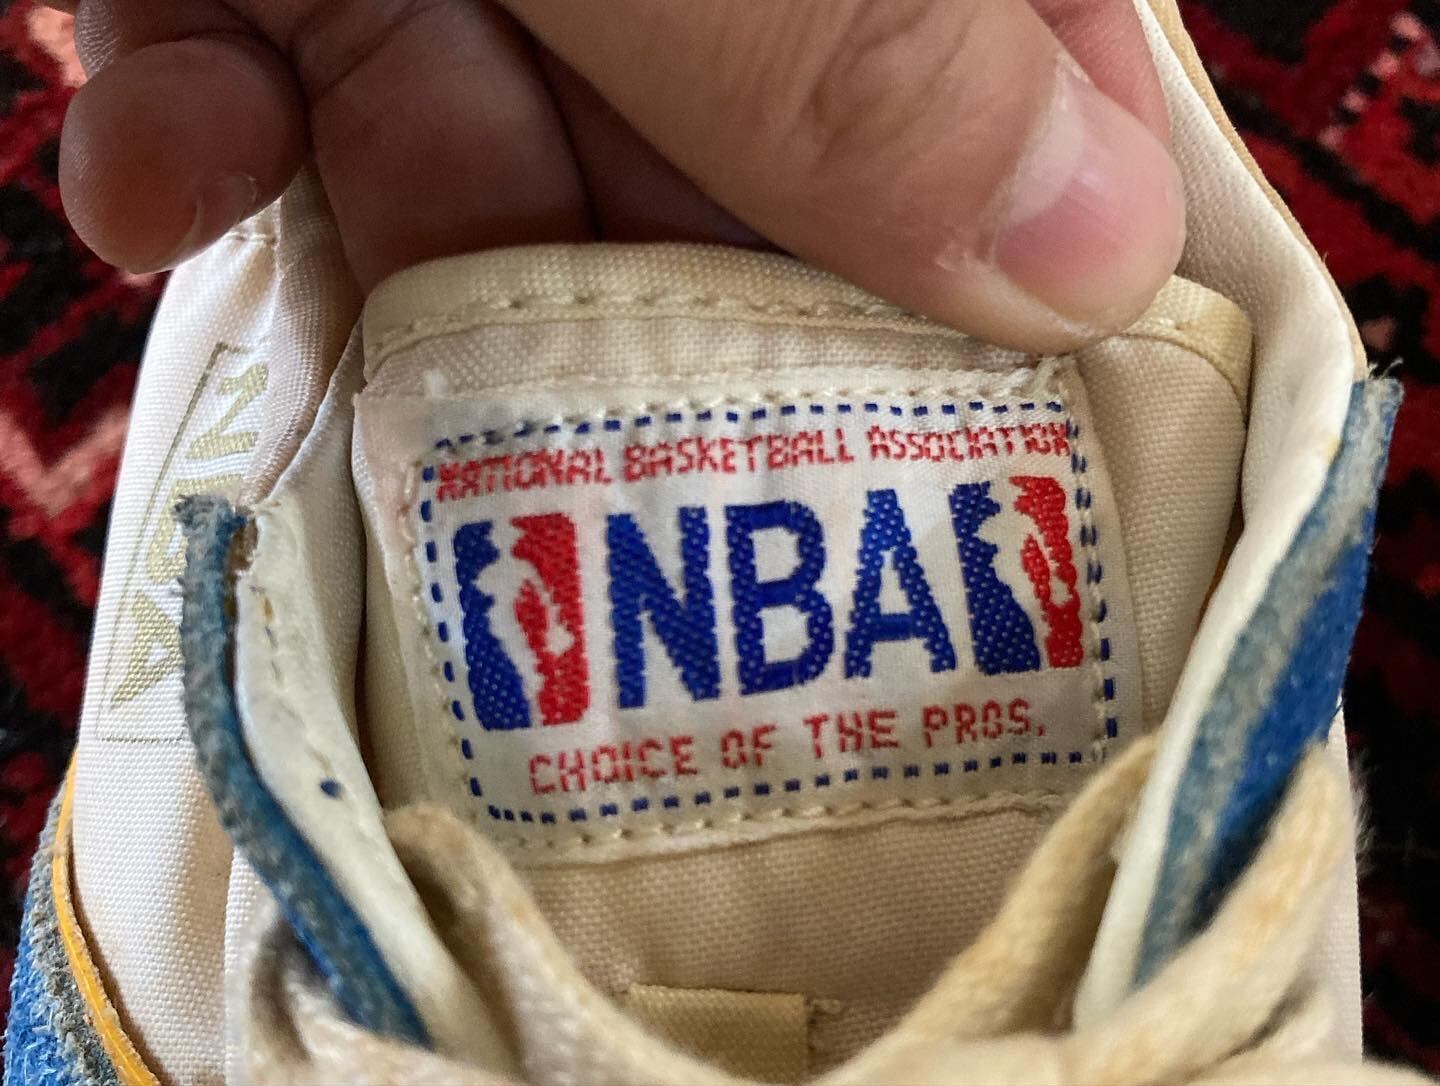 NATIONAL BASKETBALL ASSOCIATION
NBA
CHOICE OF THE PROS.